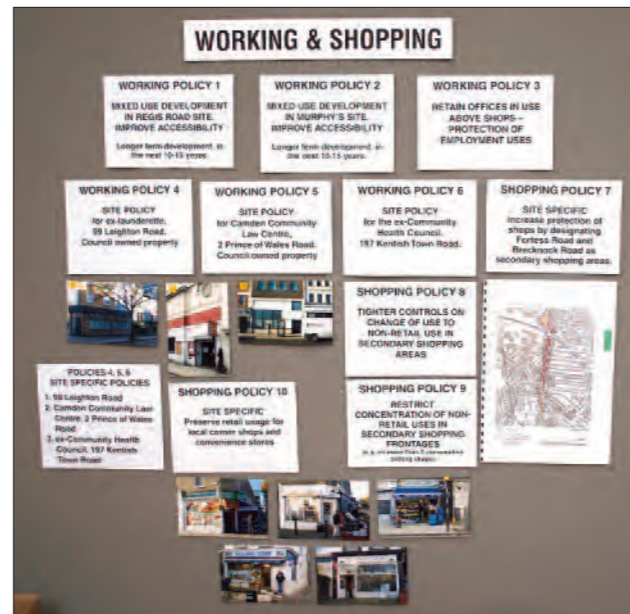 WORKING & SHOPPING
WORKING POLICY 1
MIXED USE DEVELOPMENT
IN REGIS ROAD SITE.
IMPROVE ACCESSIBILITY
Longer term development, in
the next 10-15 years.
WORKING POLICY 2
MIXED USE DEVELOPMENT
IN MURPHY'S SITE.
IMPROVE ACCESSIBILITY
Longer term development, in
the next 10-15 years.
WORKING POLICY 3
RETAIN OFFICES IN USE
ABOVE SHOPS –
PROTECTION OF
EMPLOYMENT USES
WORKING POLICY 4
SITE POLICY
for ex-launderette,
99 Leighton Road.
Council owned property
WORKING POLICY 5
SITE POLICY
for Camden Community
Law Centre,
2 Prince of Wales Road.
Council owned property
WORKING POLICY 6
SITE POLICY
for the ex-Community
Health Council,
197 Kentish Town Road.
SHOPPING POLICY 7
SITE SPECIFIC
increase protection of
shops by designating
Fortess Road and
Brecknock Road as
secondary shopping areas.
SHOPPING POLICY 8
TIGHTER CONTROLS ON
CHANGE OF USE TO
NON-RETAIL USE IN
SECONDARY SHOPPING
AREAS
POLICIES 4, 5, 6
SITE SPECIFIC POLICIES
1. 99 Leighton Road
2. Camden Community Law
Centre, 2 Prince of Wales
Road
3. ex-Community Health
Council, 197 Kentish
Town Road
SHOPPING POLICY 10
SITE SPECIFIC
Preserve retail usage for
local corner shops and
convenience stores
SHOPPING POLICY 9
RESTRICT
CONCENTRATION OF NON-
RETAIL USES IN
SECONDARY SHOPPING
FRONTAGES